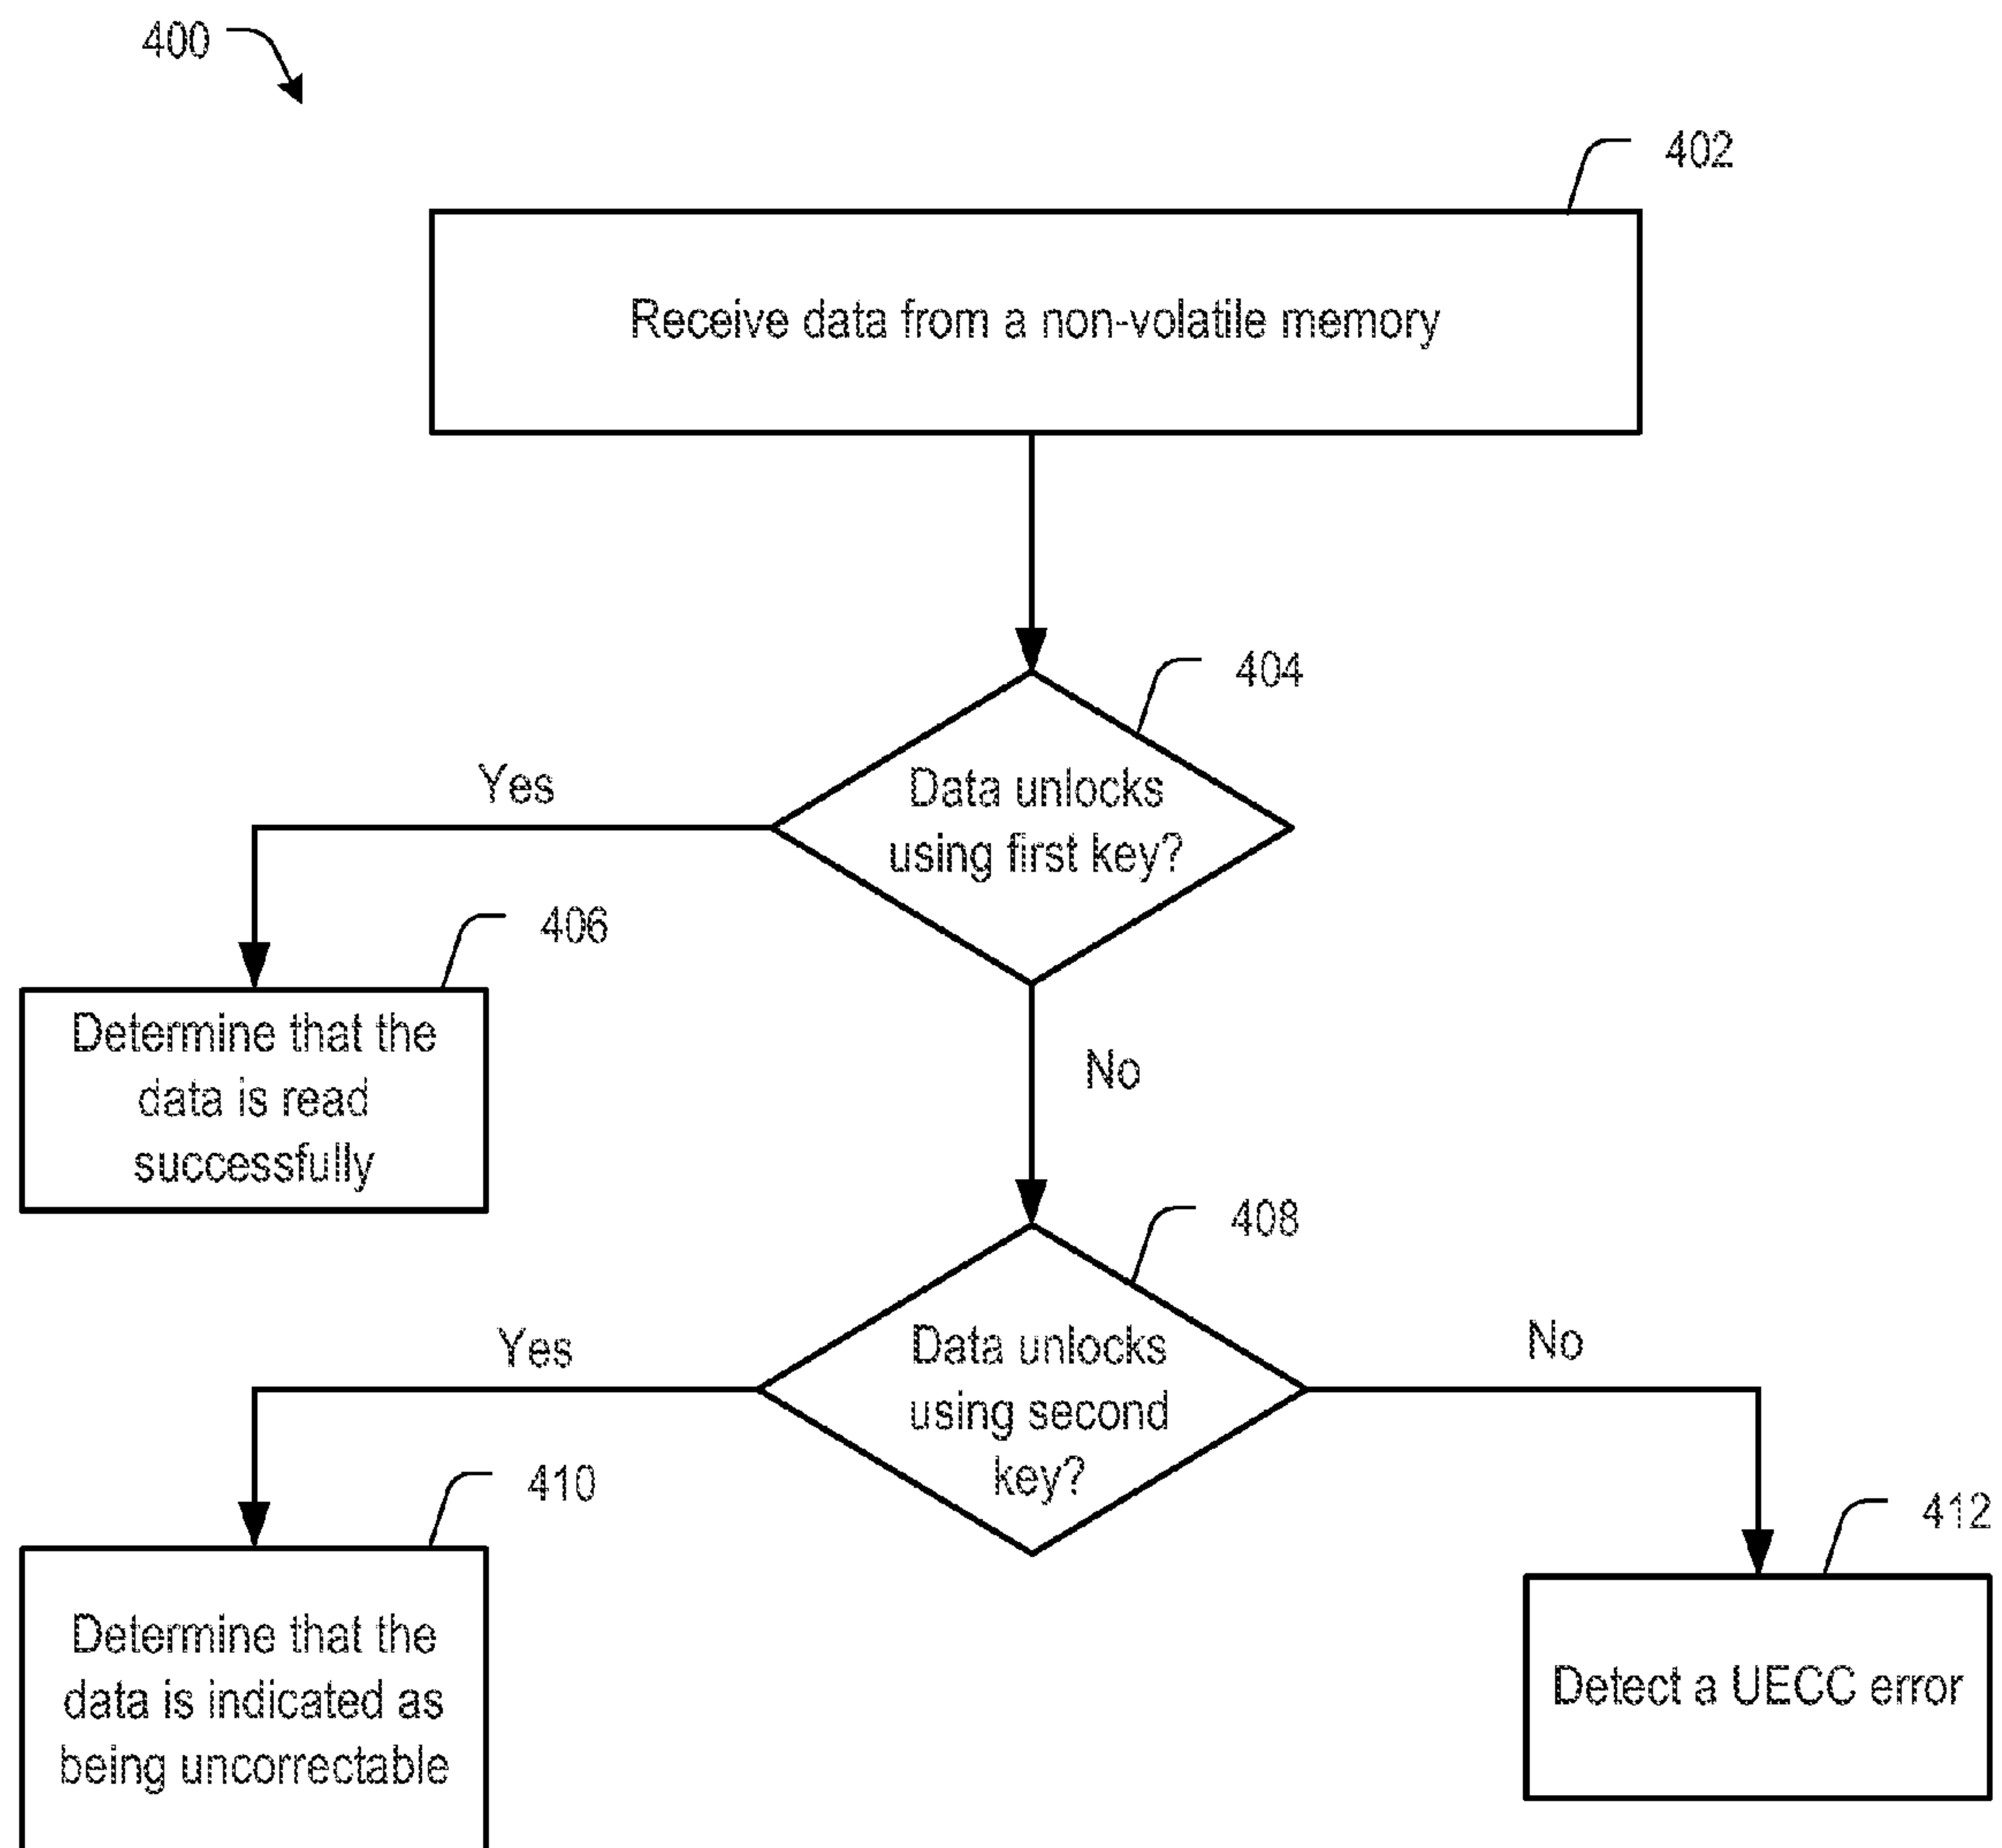 400
402
Receive data from a non-volatile memory
404
Data unlocks
using first key?
Yes
No
406
Determine that the
data is read
successfully
408
Data unlocks
using second
key?
Yes
No
410
Determine that the
data is indicated as
being uncorrectable
412
Detect a UECC error